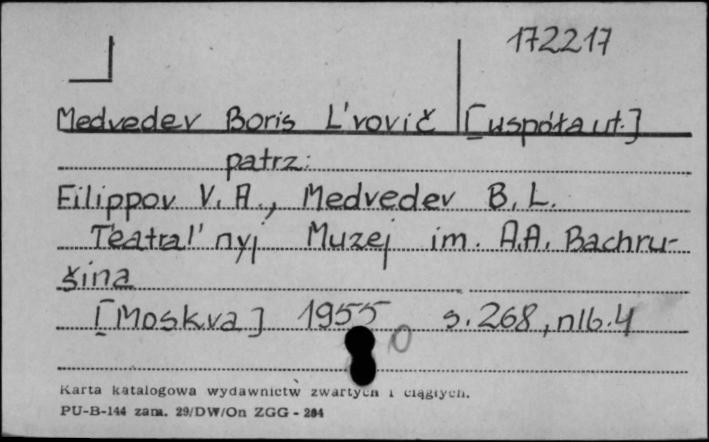 172217
Medvedev Boris L'vovič [współaut.]
patrz:
Filippov V. A., Medvedev B. L.
Teatral'nyj Muzej im. A.A. Bachru-
šina
[Moskva] 1955 s. 268, nlb. 4
Karta katalogowa wydawnictw zwartych i ciągłych.
PU-B-144 zam. 29/DW/On ZGG - 284